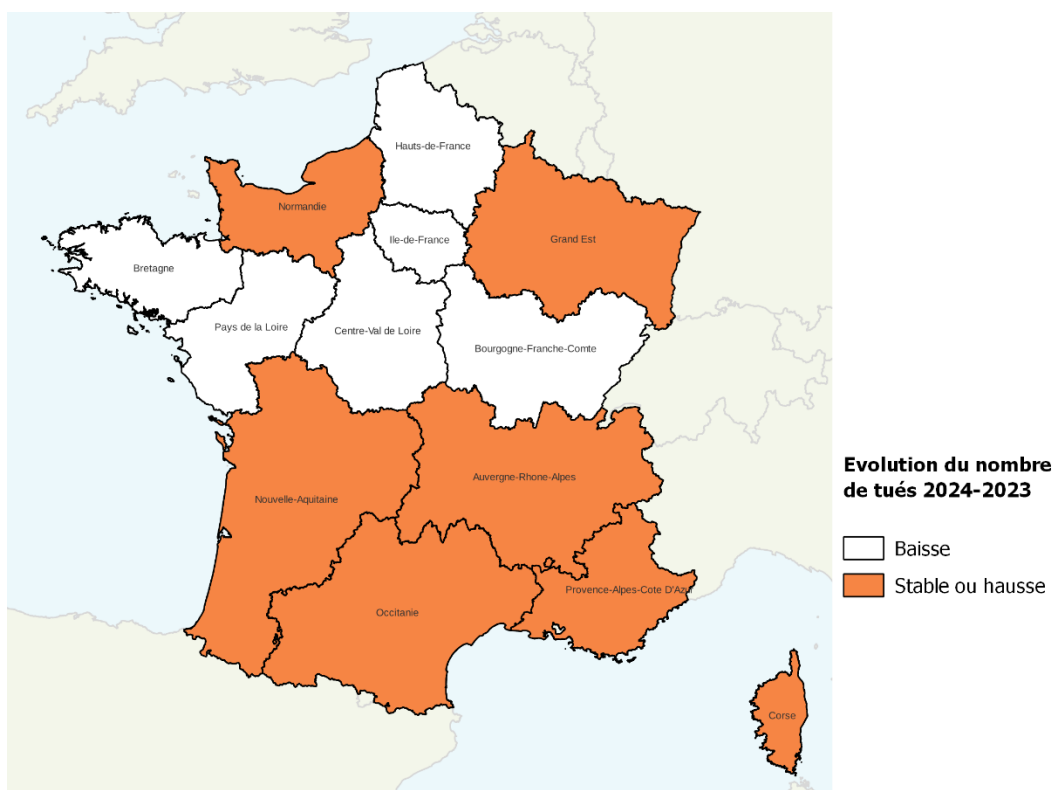 Hauts-de-France
Normandie
Ile-de-France
Grand Est
Bretagne
Pays de la Loire
Centre-Val de Loire
Bourgogne-Franche-Comte
Auvergne-Rhone-Alpes
Nouvelle-Aquitaine
Provence-Alpes-Cote D'Azur
Occitanie
Corse
Evolution du nombre
de tués 2024-2023
Baisse
Stable ou hausse